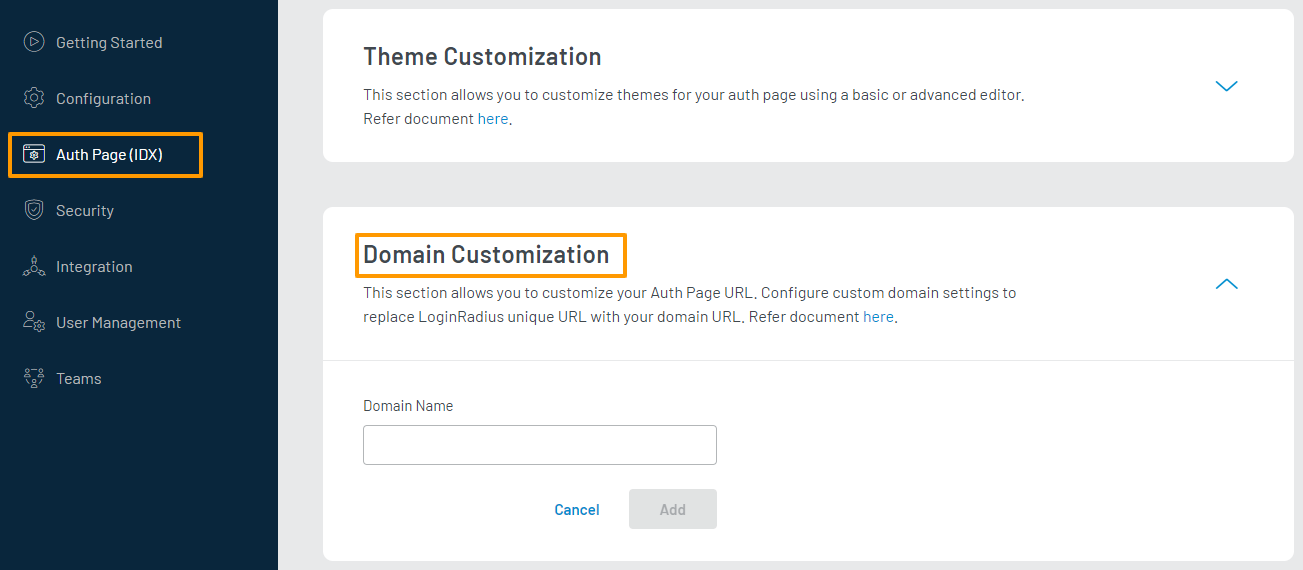 Getting Started
Configuration
Auth Page (IDX)
Security
Integration
User Management
Teams
Theme Customization
This section allows you to customize themes for your auth page using a basic or advanced editor.
Refer document here.
Domain Customization
This section allows you to customize your Auth Page URL. Configure custom domain settings to
replace LoginRadius unique URL with your domain URL. Refer document here.
Domain Name
Cancel
Add